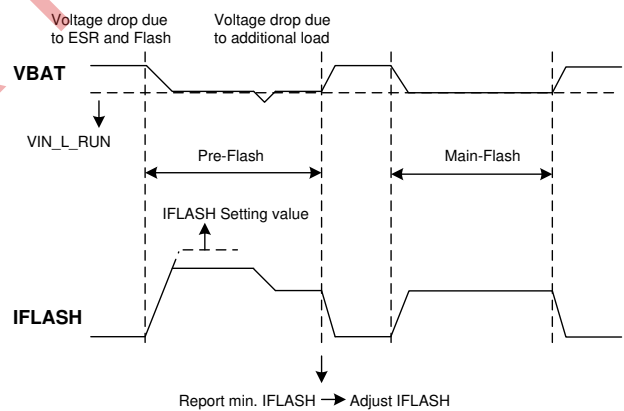 Voltage drop due
to ESR and Flash
Voltage drop due
to additional load
VBAT
VIN_L_RUN
Pre-Flash
Main-Flash
IFLASH Setting value
IFLASH
Report min. IFLASH
Adjust IFLASH